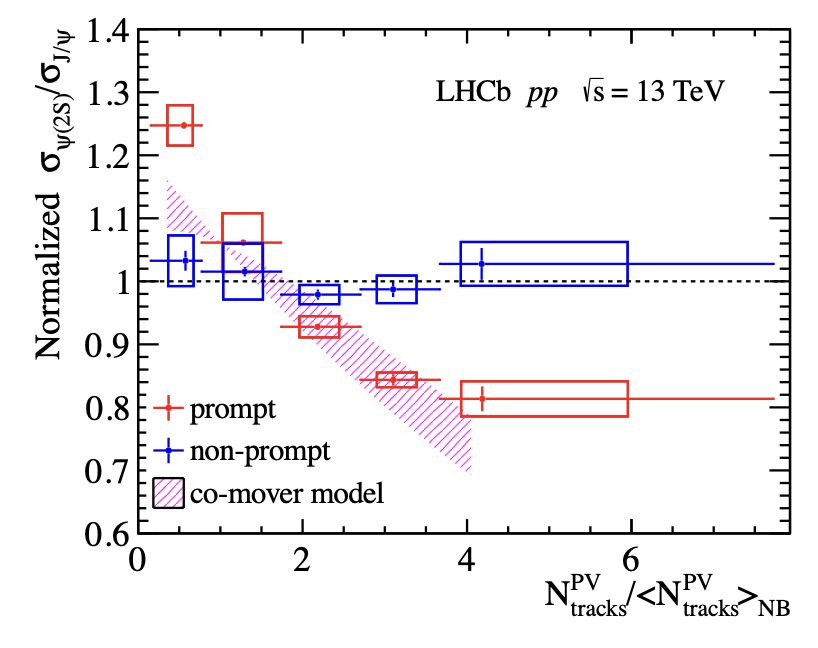 Normalized σψ(2S)/σJ/ψ
1.4
1.3
1.2
1.1
1
0.9
0.8
0.7
0.6
LHCb pp √s = 13 TeV
prompt
non-prompt
co-mover model
0 2 4 6
N^PV_tracks/<N^PV_tracks>_NB